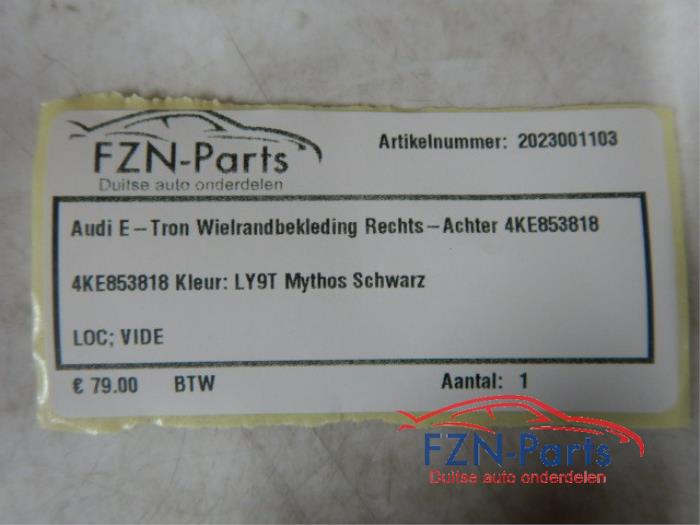 FZN-Parts
Duitse auto onderdelen
Artikelnummer: 2023001103
Audi E-Tron Wielrandbekleding Rechts-Achter 4KE853818
4KE853818 Kleur: LY9T Mythos Schwarz
LOC; VIDE
€ 79.00 BTW Aantal: 1
FZN-Parts
Duitse auto onderdelen